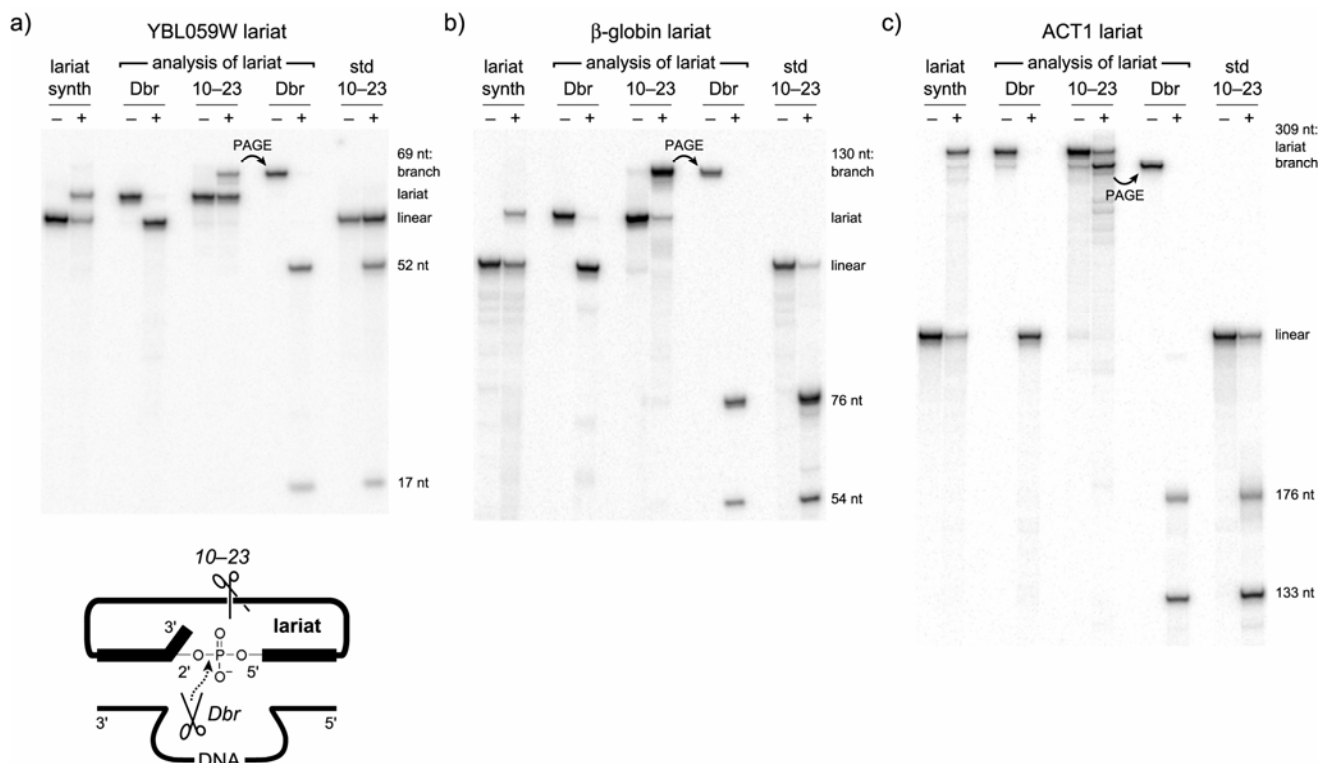 a)
YBL059W lariat
lariat
synth
analysis of lariat
Dbr
10–23
Dbr
std
10–23
– + – + – + – + – +
PAGE
69 nt:
branch
lariat
linear
52 nt
17 nt
b)
β-globin lariat
lariat
synth
analysis of lariat
Dbr
10–23
Dbr
std
10–23
– + – + – + – + – +
PAGE
130 nt:
branch
lariat
linear
76 nt
54 nt
c)
ACT1 lariat
lariat
synth
analysis of lariat
Dbr
10–23
Dbr
std
10–23
– + – + – + – + – +
PAGE
309 nt:
lariat
branch
linear
176 nt
133 nt
10–23
3'
lariat
O
O P O
O–
2' 5'
Dbr
3' 5'
DNA